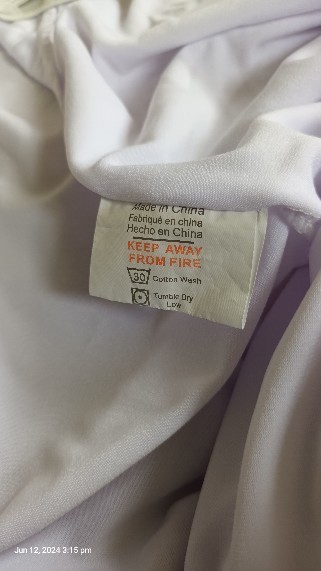 Made in China
Fabriqué en china
Hecho en China
KEEP AWAY
FROM FIRE
30 Cotton Wash
Tumble Dry
Low
Jun 12, 2024 3:15 pm